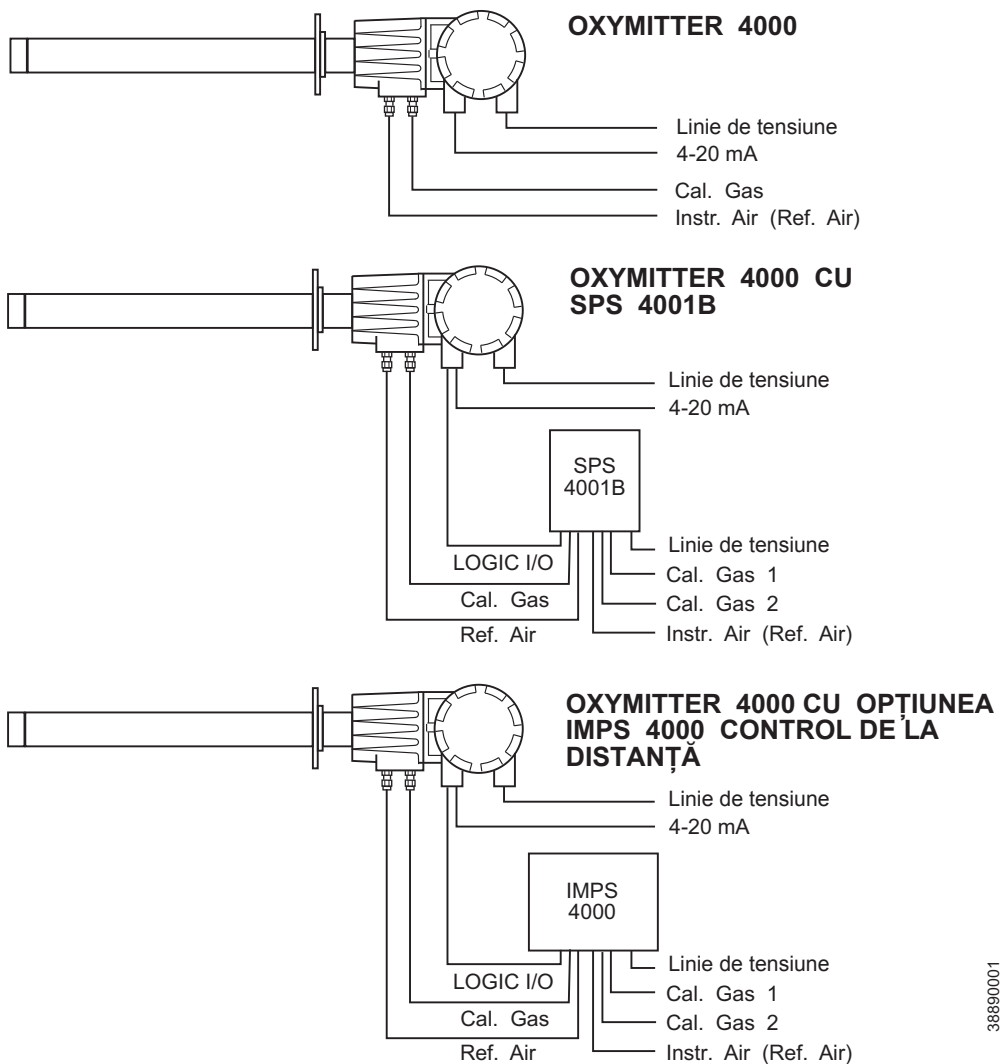 OXYMITTER 4000
Linie de tensiune
4-20 mA
Cal. Gas
Instr. Air (Ref. Air)
OXYMITTER 4000 CU
SPS 4001B
Linie de tensiune
4-20 mA
SPS
4001B
LOGIC I/O
Cal. Gas
Ref. Air
Linie de tensiune
Cal. Gas 1
Cal. Gas 2
Instr. Air (Ref. Air)
OXYMITTER 4000 CU OPȚIUNEA
IMPS 4000 CONTROL DE LA
DISTANȚĂ
Linie de tensiune
4-20 mA
IMPS
4000
LOGIC I/O
Cal. Gas
Ref. Air
Linie de tensiune
Cal. Gas 1
Cal. Gas 2
Instr. Air (Ref. Air)
38890001